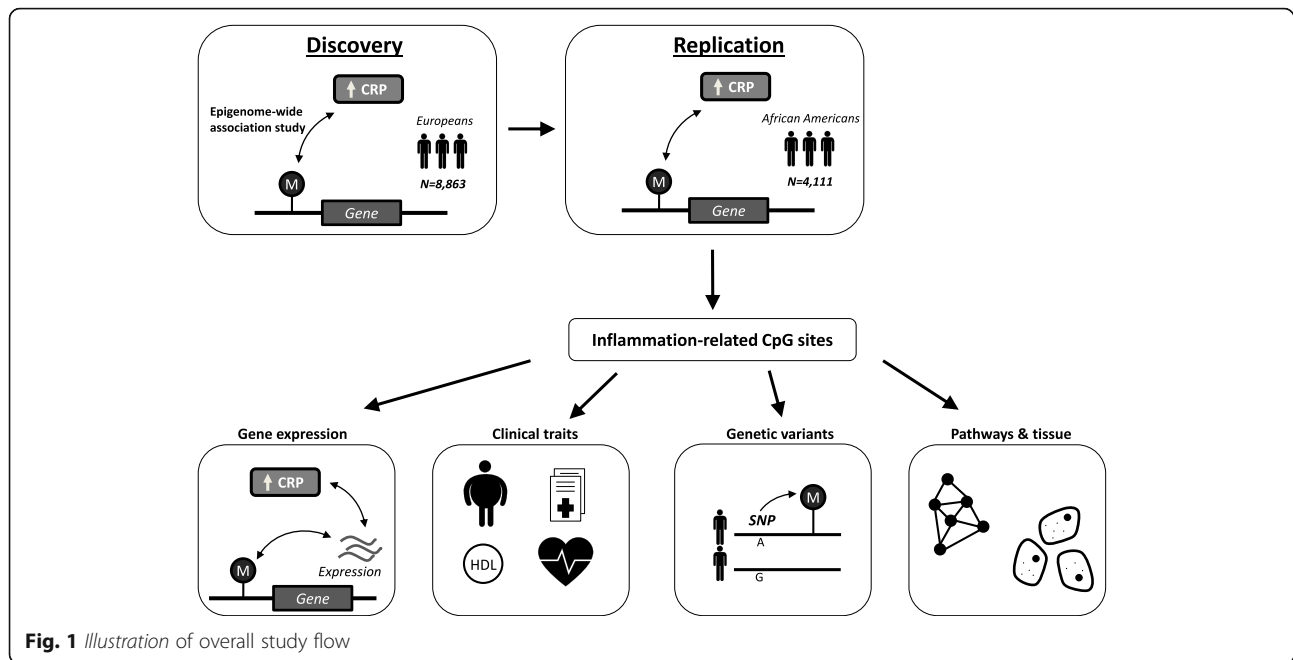 Discovery
CRP
Epigenome-wide
association study
Europeans
N=8,863
M
Gene
Replication
CRP
African Americans
N=4,111
M
Gene
Inflammation-related CpG sites
Gene expression
CRP
M
Expression
Gene
Clinical traits
HDL
Genetic variants
SNP
M
A
G
Pathways & tissue
Fig. 1 Illustration of overall study flow